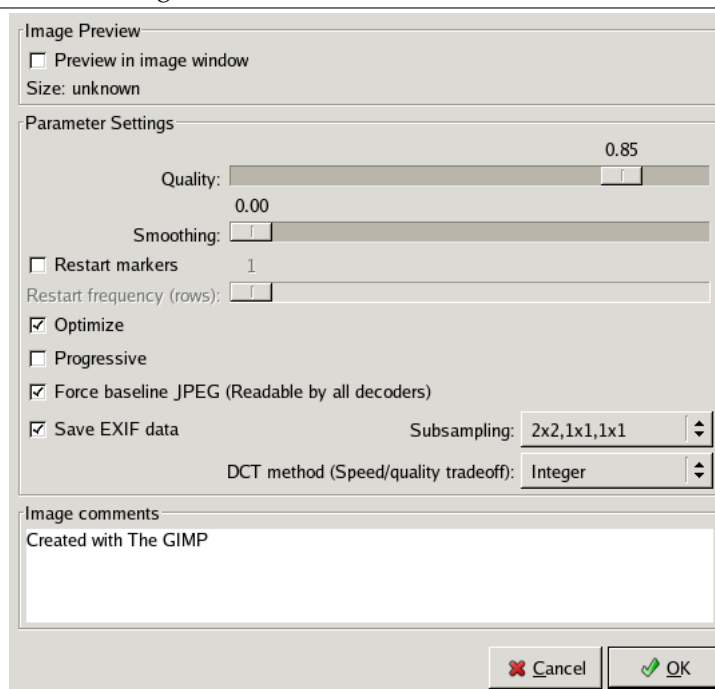 Image Preview
Preview in image window
Size: unknown
Parameter Settings
0.85
Quality:
0.00
Smoothing:
Restart markers
1
Restart frequency (rows):
Optimize
Progressive
Force baseline JPEG (Readable by all decoders)
Save EXIF data
Subsampling: 2x2,1x1,1x1
DCT method (Speed/quality tradeoff): Integer
Image comments
Created with The GIMP
Cancel
OK